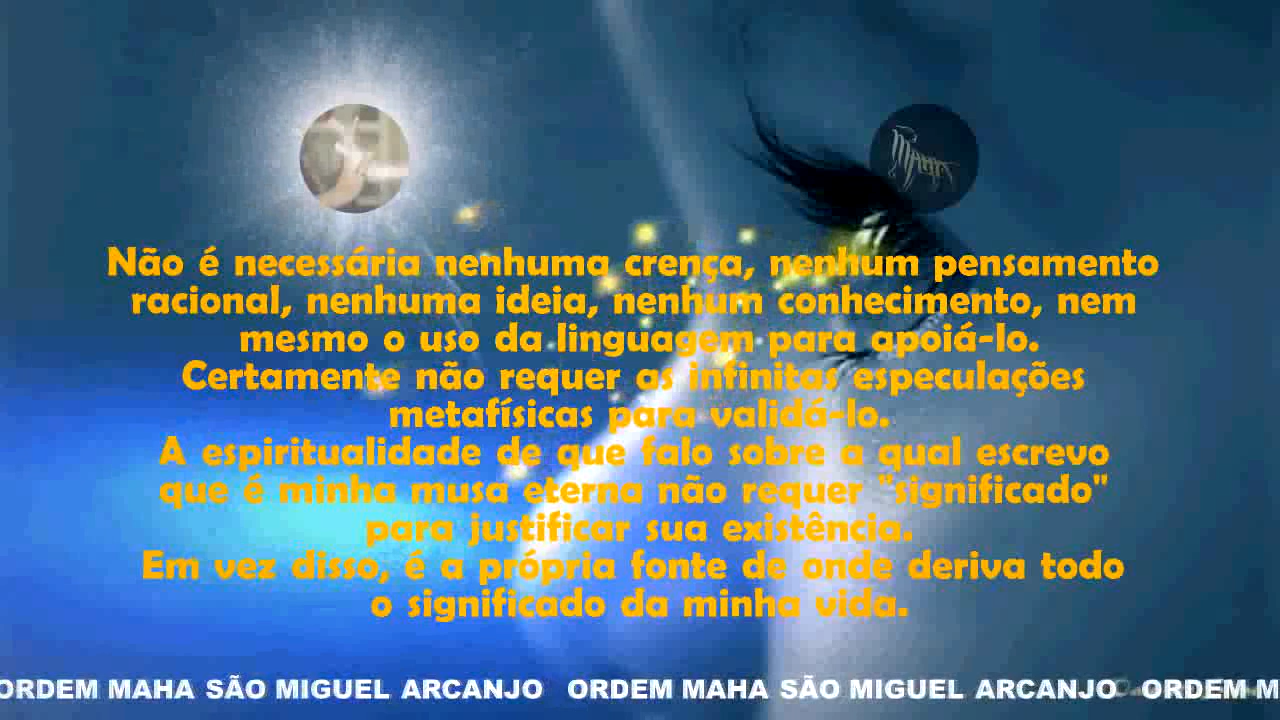 Maha
Não é necessária nenhuma crença, nenhum pensamento
racional, nenhuma ideia, nenhum conhecimento, nem
mesmo o uso da linguagem para apoiá-lo.
Certamente não requer as infinitas especulações
metafísicas para validá-lo.
A espiritualidade de que falo sobre a qual escrevo
que é minha musa eterna não requer "significado"
para justificar sua existência.
Em vez disso, é a própria fonte de onde deriva todo
o significado da minha vida.
ORDEM MAHA SÃO MIGUEL ARCANJO ORDEM MAHA SÃO MIGUEL ARCANJO ORDEM M